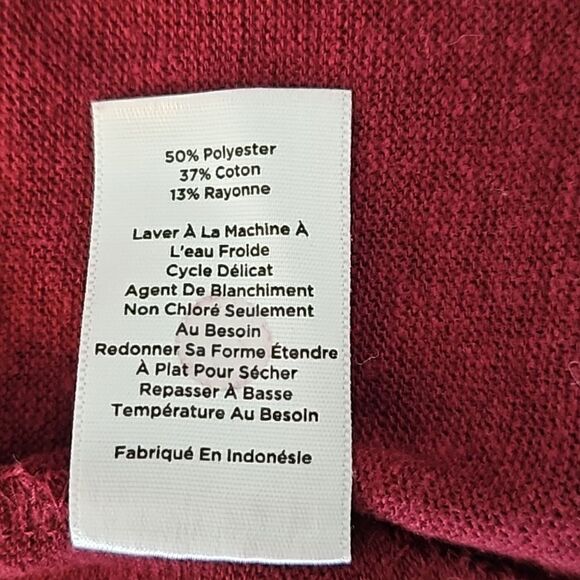 50% Polyester
37% Coton
13% Rayonne
Laver À La Machine À
L'eau Froide
Cycle Délicat
Agent De Blanchiment
Non Chloré Seulement
Au Besoin
Redonner Sa Forme Étendre
À Plat Pour Sécher
Repasser À Basse
Température Au Besoin
Fabriqué En Indonésie